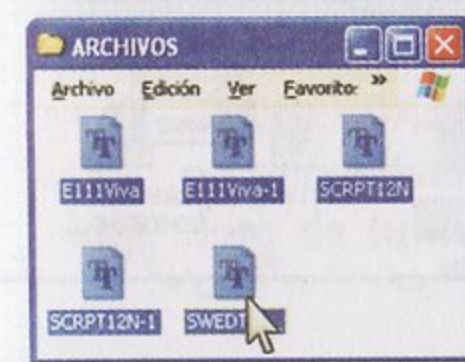 ARCHIVOS
Archivo Edición Ver Favorito: »
E111Viva E111Viva-1 SCRPT12N
SCRPT12N-1